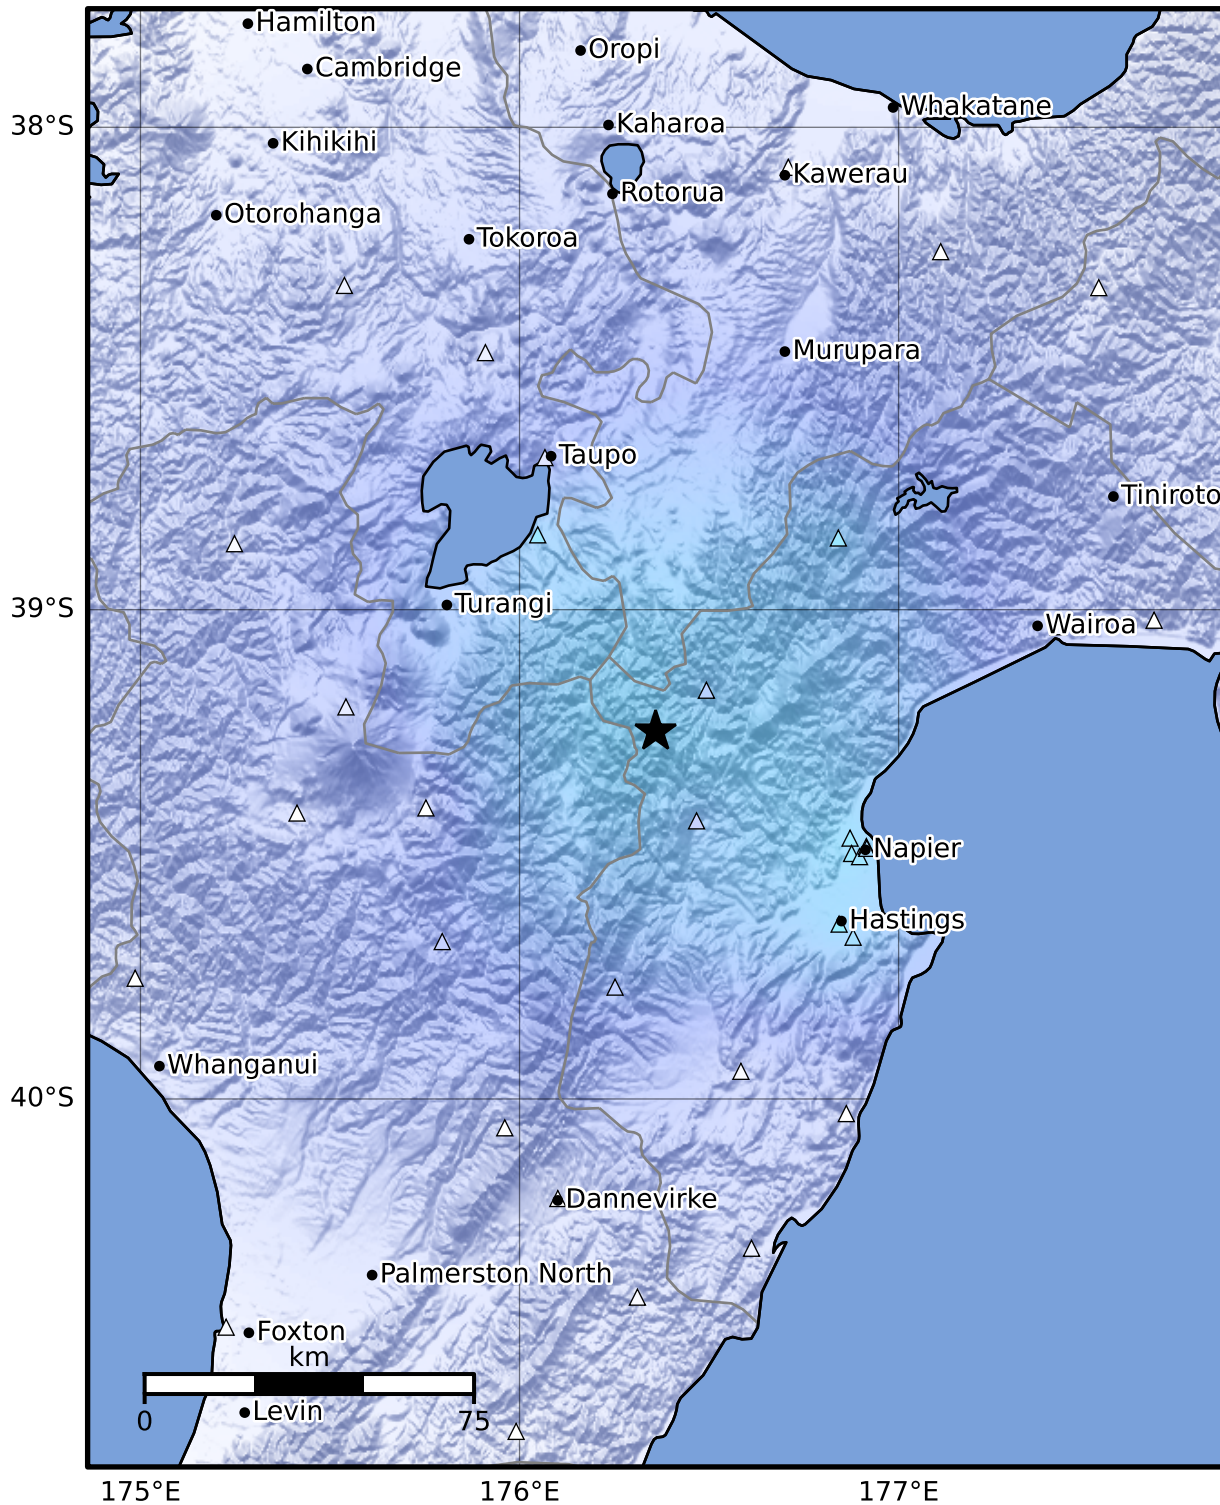 Hamilton
Oropi
Cambridge
Whakatane
Kaharoa
38°S
Kihikihi
Kawerau
Rotorua
Otorohanga
Tokoroa
Murupara
Taupo
Tiniroto
Turangi
39°S
Wairoa
Napier
Hastings
Whanganui
40°S
Dannevirke
Palmerston North
Foxton
km
Levin
0
75
175°E
176°E
177°E